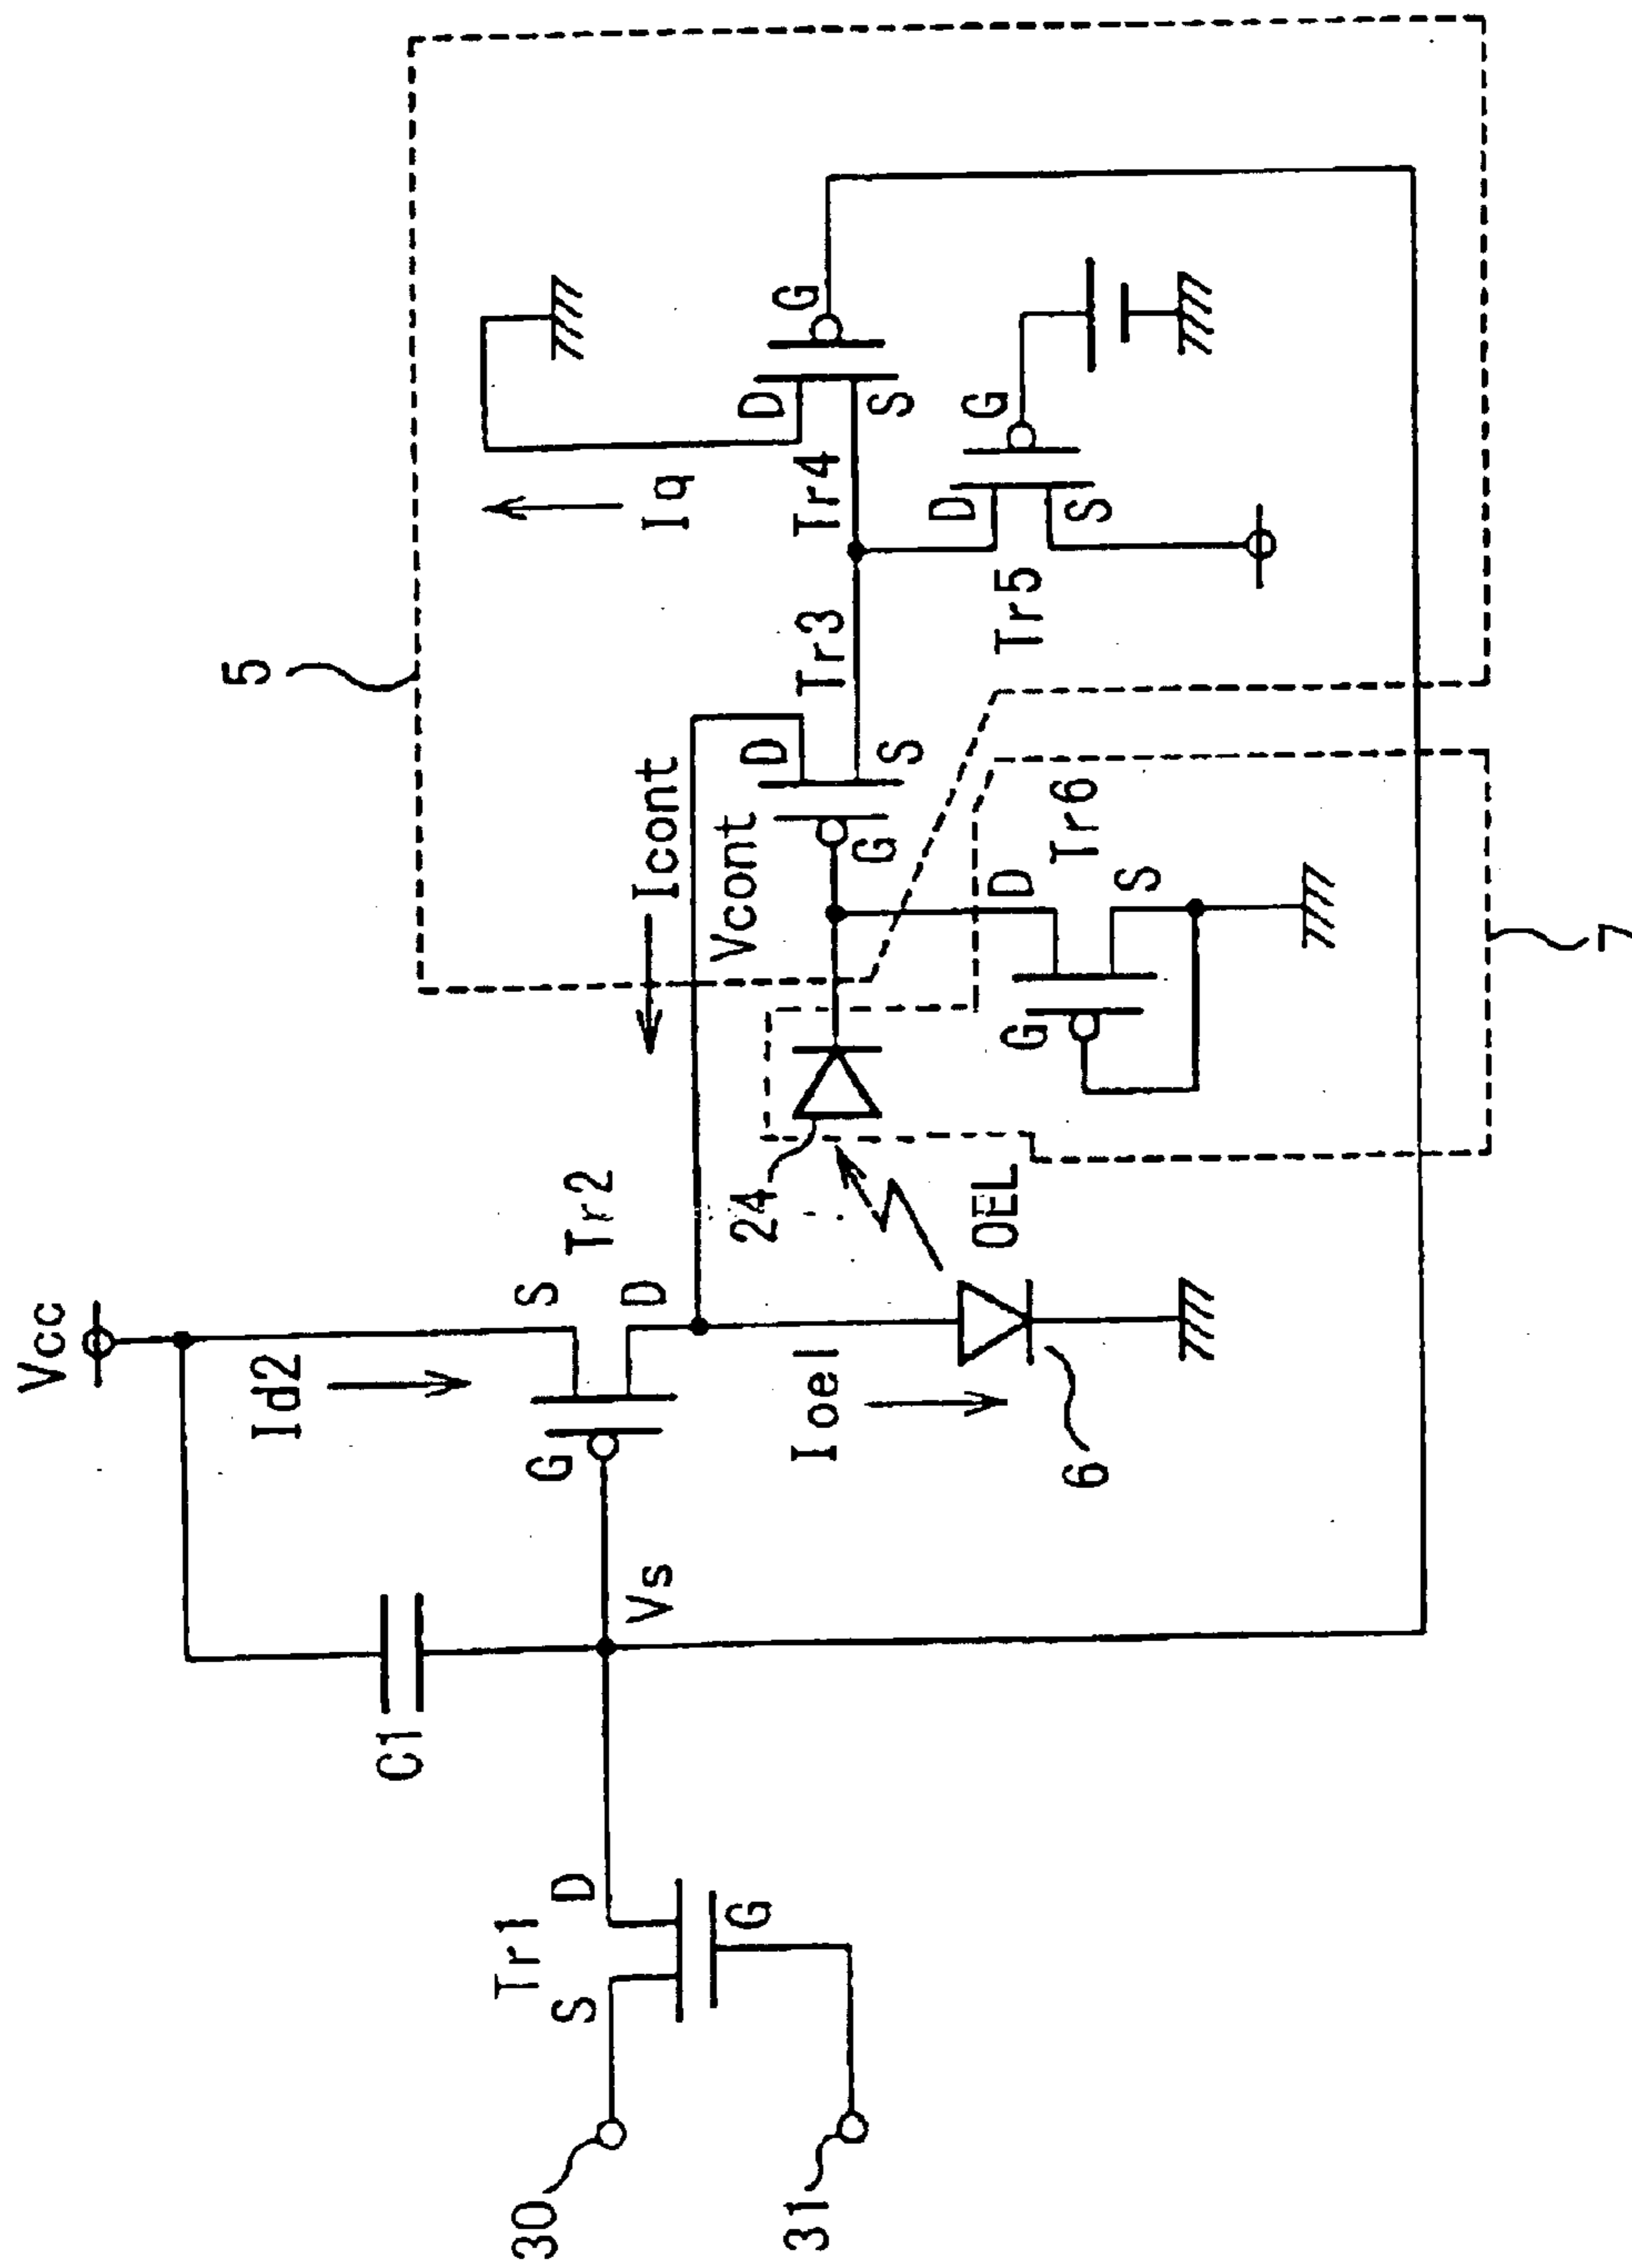 Vcc
5
Id2
C1
Tr1
30
S
D
G
S
Tr2
Vs
D
Icont
Iq
Vcont
D
D
G
G
24
31
Ioel
Tr3
Tr4
G
S
S
D
G
OEL
D
G
Tr5
S
6
Tr6
S
7